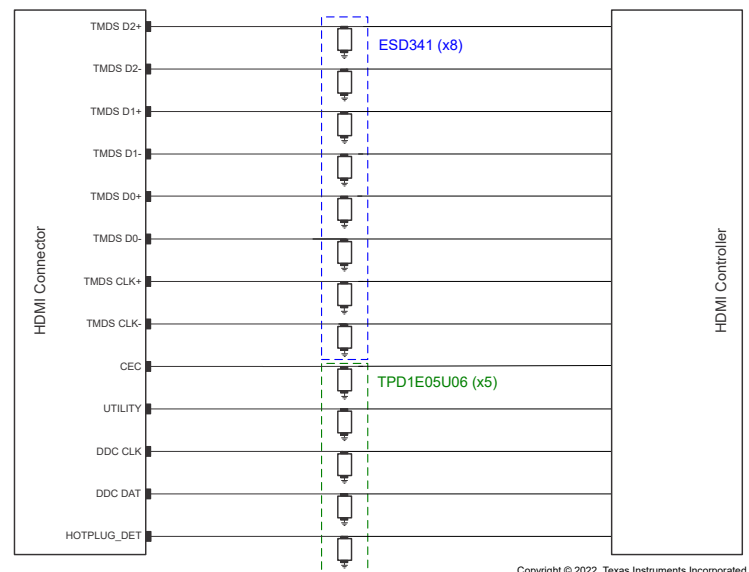 TMDS D2+
ESD341 (x8)
TMDS D2-
TMDS D1+
TMDS D1-
TMDS D0+
TMDS D0-
HDMI Connector
HDMI Controller
TMDS CLK+
TMDS CLK-
CEC
TPD1E05U06 (x5)
UTILITY
DDC CLK
DDC DAT
HOTPLUG_DET
Copyright © 2022, Texas Instruments Incorporated